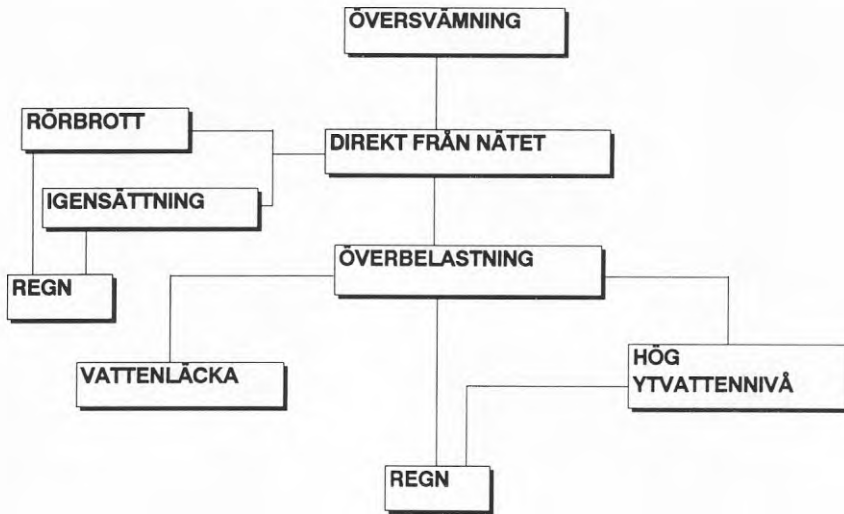 ÖVERSVÄMNING
RÖRBROTT
DIREKT FRÅN NÄTET
IGENSÄTTNING
ÖVERBELASTNING
REGN
VATTENLÄCKA
HÖG
YTVATTENNIVÅ
REGN